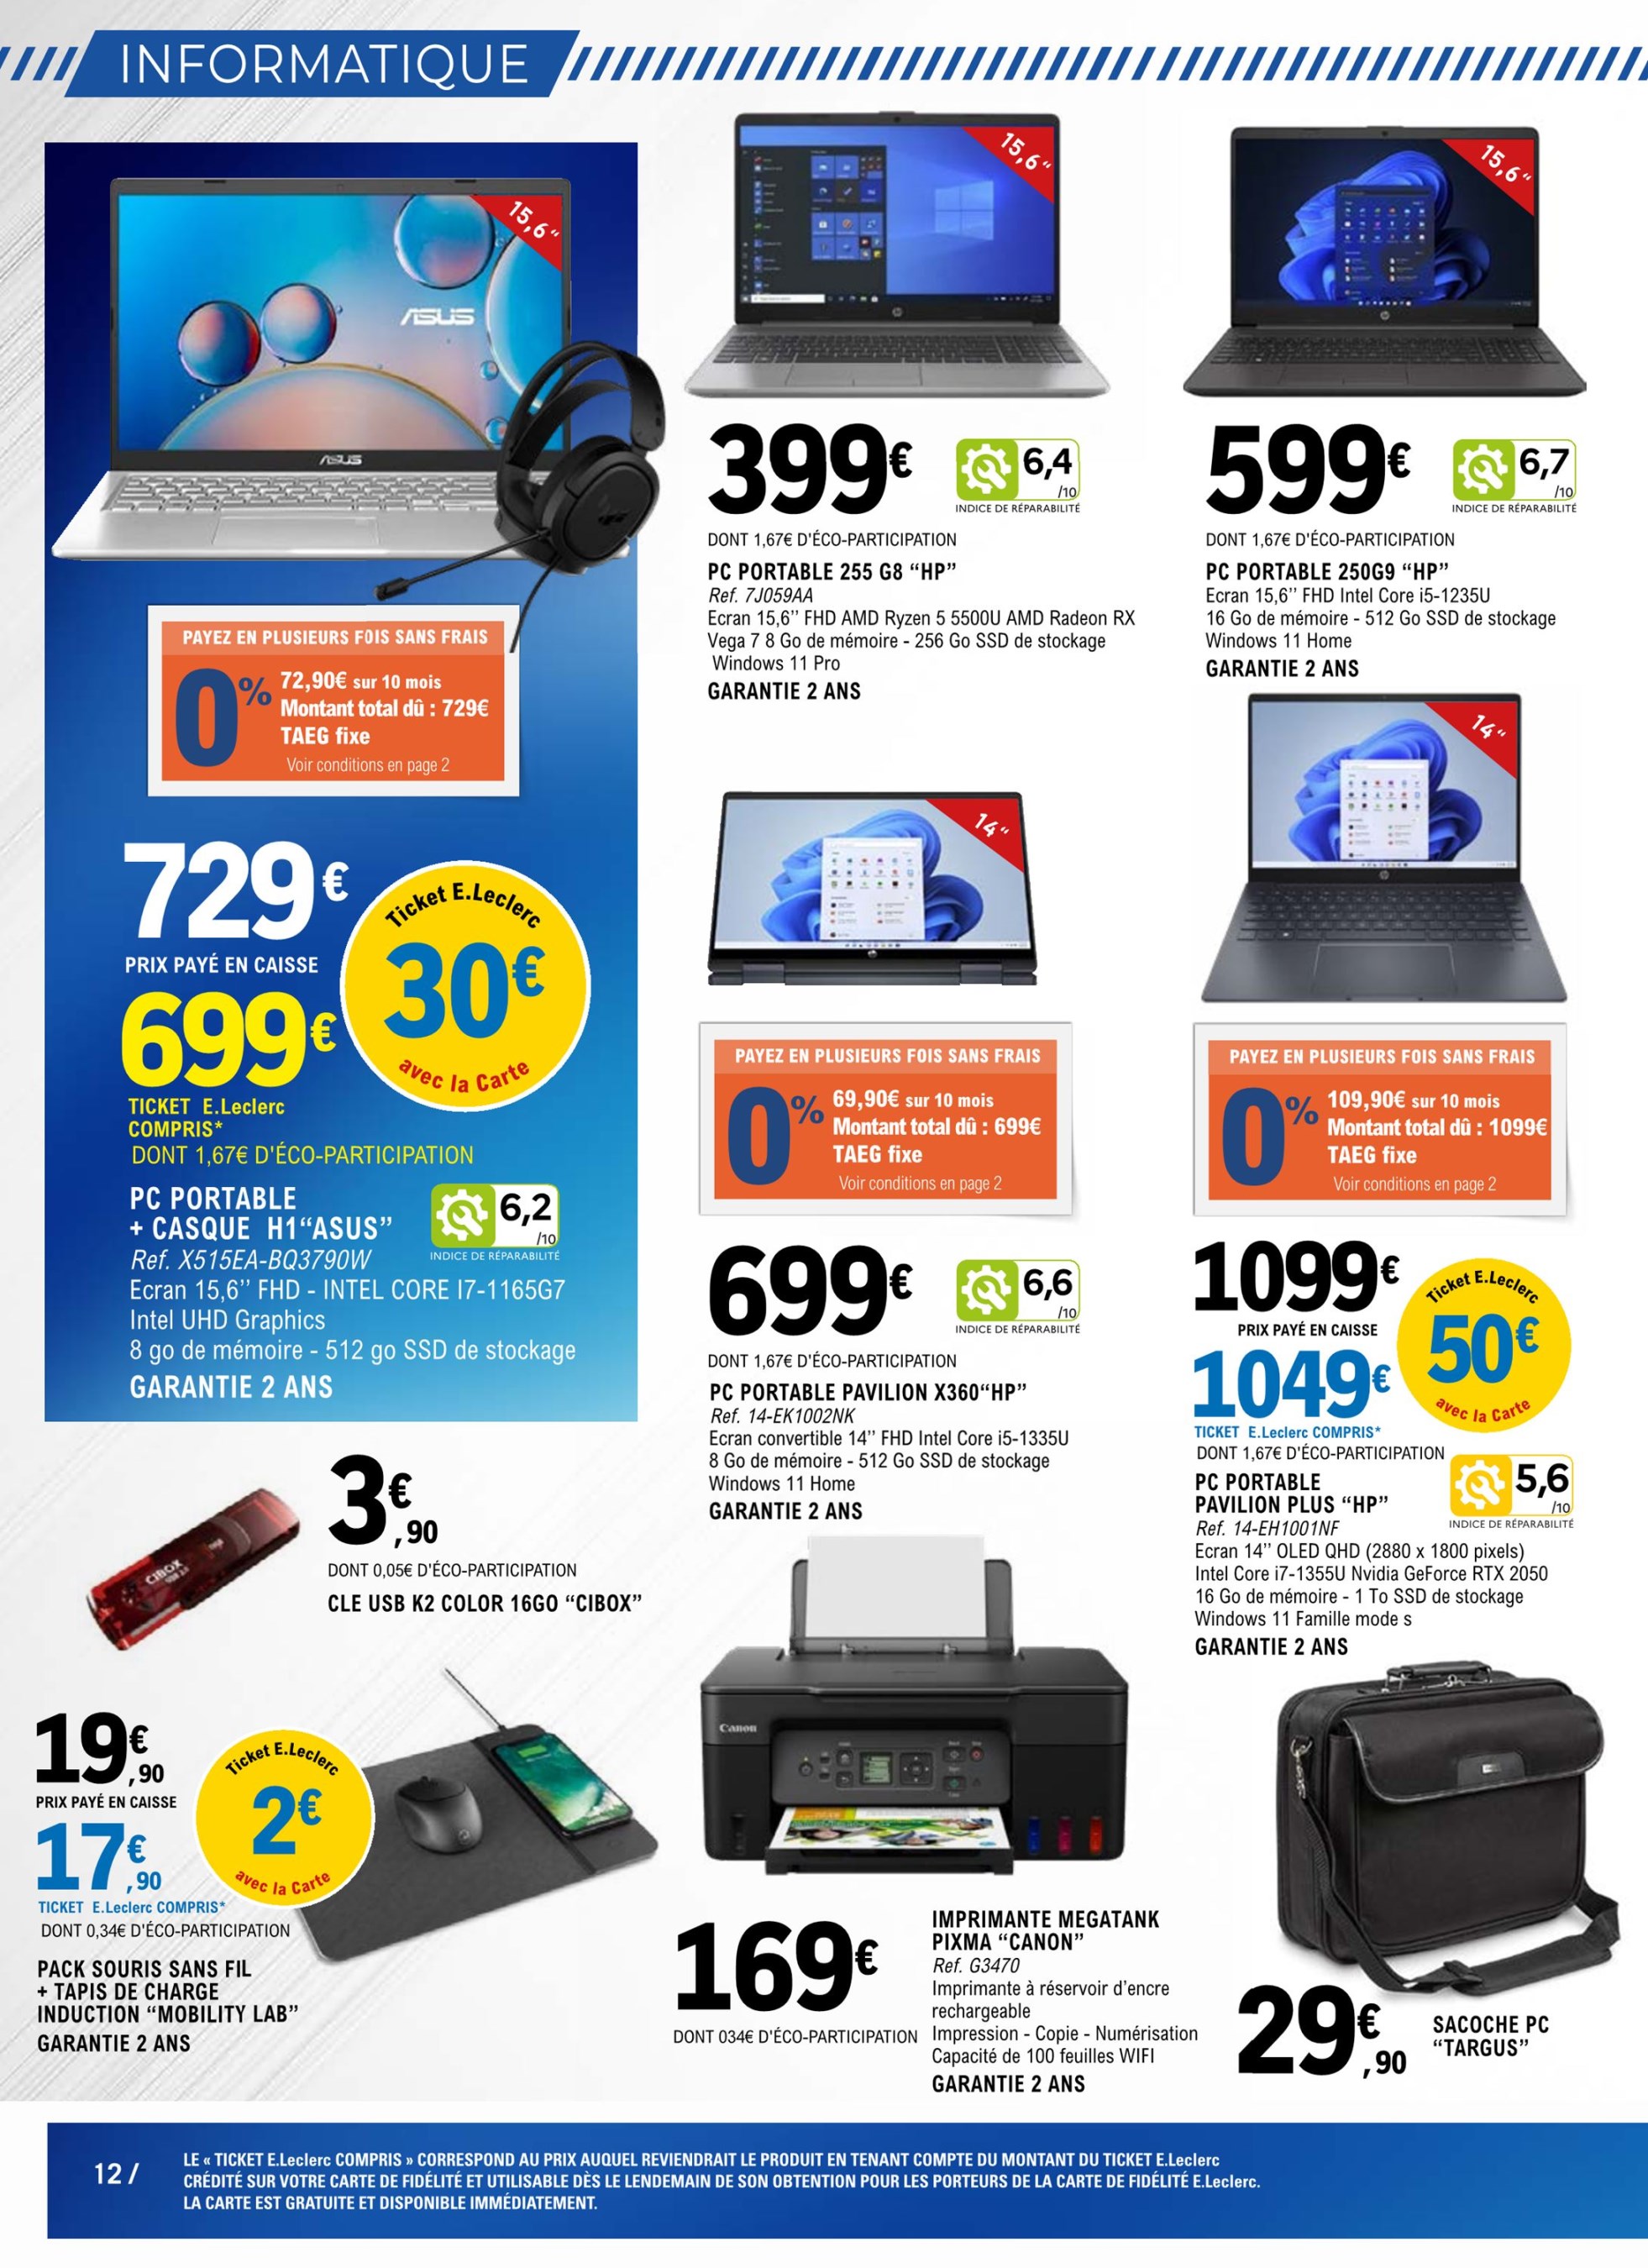 INFORMATIQUE
15,6“
ASUS
ASUS
PAYEZ EN PLUSIEURS FOIS SANS FRAIS
0%
72,90€ sur 10 mois
Montant total dû : 729€
TAEG fixe
Voir conditions en page 2
729€
PRIX PAYÉ EN CAISSE
699€
TICKET E.Leclerc
COMPRIS*
Ticket E.Leclerc
30€
avec la Carte
DONT 1,67€ D'ÉCO-PARTICIPATION
PC PORTABLE
+ CASQUE H1“ASUS”
6,2
/10
INDICE DE RÉPARABILITÉ
Ref. X515EA-BQ3790W
Ecran 15,6’’ FHD - INTEL CORE I7-1165G7
Intel UHD Graphics
8 go de mémoire - 512 go SSD de stockage
GARANTIE 2 ANS
15,6“
399€
6,4
/10
INDICE DE RÉPARABILITÉ
DONT 1,67€ D'ÉCO-PARTICIPATION
PC PORTABLE 255 G8 “HP”
Ref. 7J059AA
Ecran 15,6’’ FHD AMD Ryzen 5 5500U AMD Radeon RX
Vega 7 8 Go de mémoire - 256 Go SSD de stockage
Windows 11 Pro
GARANTIE 2 ANS
15,6“
599€
6,7
/10
INDICE DE RÉPARABILITÉ
DONT 1,67€ D'ÉCO-PARTICIPATION
PC PORTABLE 250G9 “HP”
Ecran 15,6’’ FHD Intel Core i5-1235U
16 Go de mémoire - 512 Go SSD de stockage
Windows 11 Home
GARANTIE 2 ANS
14“
PAYEZ EN PLUSIEURS FOIS SANS FRAIS
0%
69,90€ sur 10 mois
Montant total dû : 699€
TAEG fixe
Voir conditions en page 2
699€
6,6
/10
INDICE DE RÉPARABILITÉ
DONT 1,67€ D'ÉCO-PARTICIPATION
PC PORTABLE PAVILION X360“HP”
Ref. 14-EK1002NK
Ecran convertible 14’’ FHD Intel Core i5-1335U
8 Go de mémoire - 512 Go SSD de stockage
Windows 11 Home
GARANTIE 2 ANS
14“
PAYEZ EN PLUSIEURS FOIS SANS FRAIS
0%
109,90€ sur 10 mois
Montant total dû : 1099€
TAEG fixe
Voir conditions en page 2
1099€
PRIX PAYÉ EN CAISSE
1049€
TICKET E.Leclerc COMPRIS*
Ticket E.Leclerc
50€
avec la Carte
DONT 1,67€ D'ÉCO-PARTICIPATION
PC PORTABLE
PAVILION PLUS “HP”
5,6
/10
INDICE DE RÉPARABILITÉ
Ref. 14-EH1001NF
Ecran 14’’ OLED QHD (2880 x 1800 pixels)
Intel Core i7-1355U Nvidia GeForce RTX 2050
16 Go de mémoire - 1 To SSD de stockage
Windows 11 Famille mode s
GARANTIE 2 ANS
CIBOX
3€,90
DONT 0,05€ D'ÉCO-PARTICIPATION
CLE USB K2 COLOR 16GO “CIBOX”
19€,90
PRIX PAYÉ EN CAISSE
17€,90
TICKET E.Leclerc COMPRIS*
Ticket E.Leclerc
2€
avec la Carte
DONT 0,34€ D'ÉCO-PARTICIPATION
PACK SOURIS SANS FIL
+ TAPIS DE CHARGE
INDUCTION “MOBILITY LAB”
GARANTIE 2 ANS
Canon
169€
DONT 034€ D'ÉCO-PARTICIPATION
IMPRIMANTE MEGATANK
PIXMA “CANON”
Ref. G3470
Imprimante à réservoir d’encre
rechargeable
Impression - Copie - Numérisation
Capacité de 100 feuilles WIFI
GARANTIE 2 ANS
29€,90
SACOCHE PC
“TARGUS”
12 /
LE « TICKET E.Leclerc COMPRIS » CORRESPOND AU PRIX AUQUEL REVIENDRAIT LE PRODUIT EN TENANT COMPTE DU MONTANT DU TICKET E.Leclerc
CRÉDITÉ SUR VOTRE CARTE DE FIDÉLITÉ ET UTILISABLE DÈS LE LENDEMAIN DE SON OBTENTION POUR LES PORTEURS DE LA CARTE DE FIDÉLITÉ E.Leclerc.
LA CARTE EST GRATUITE ET DISPONIBLE IMMÉDIATEMENT.